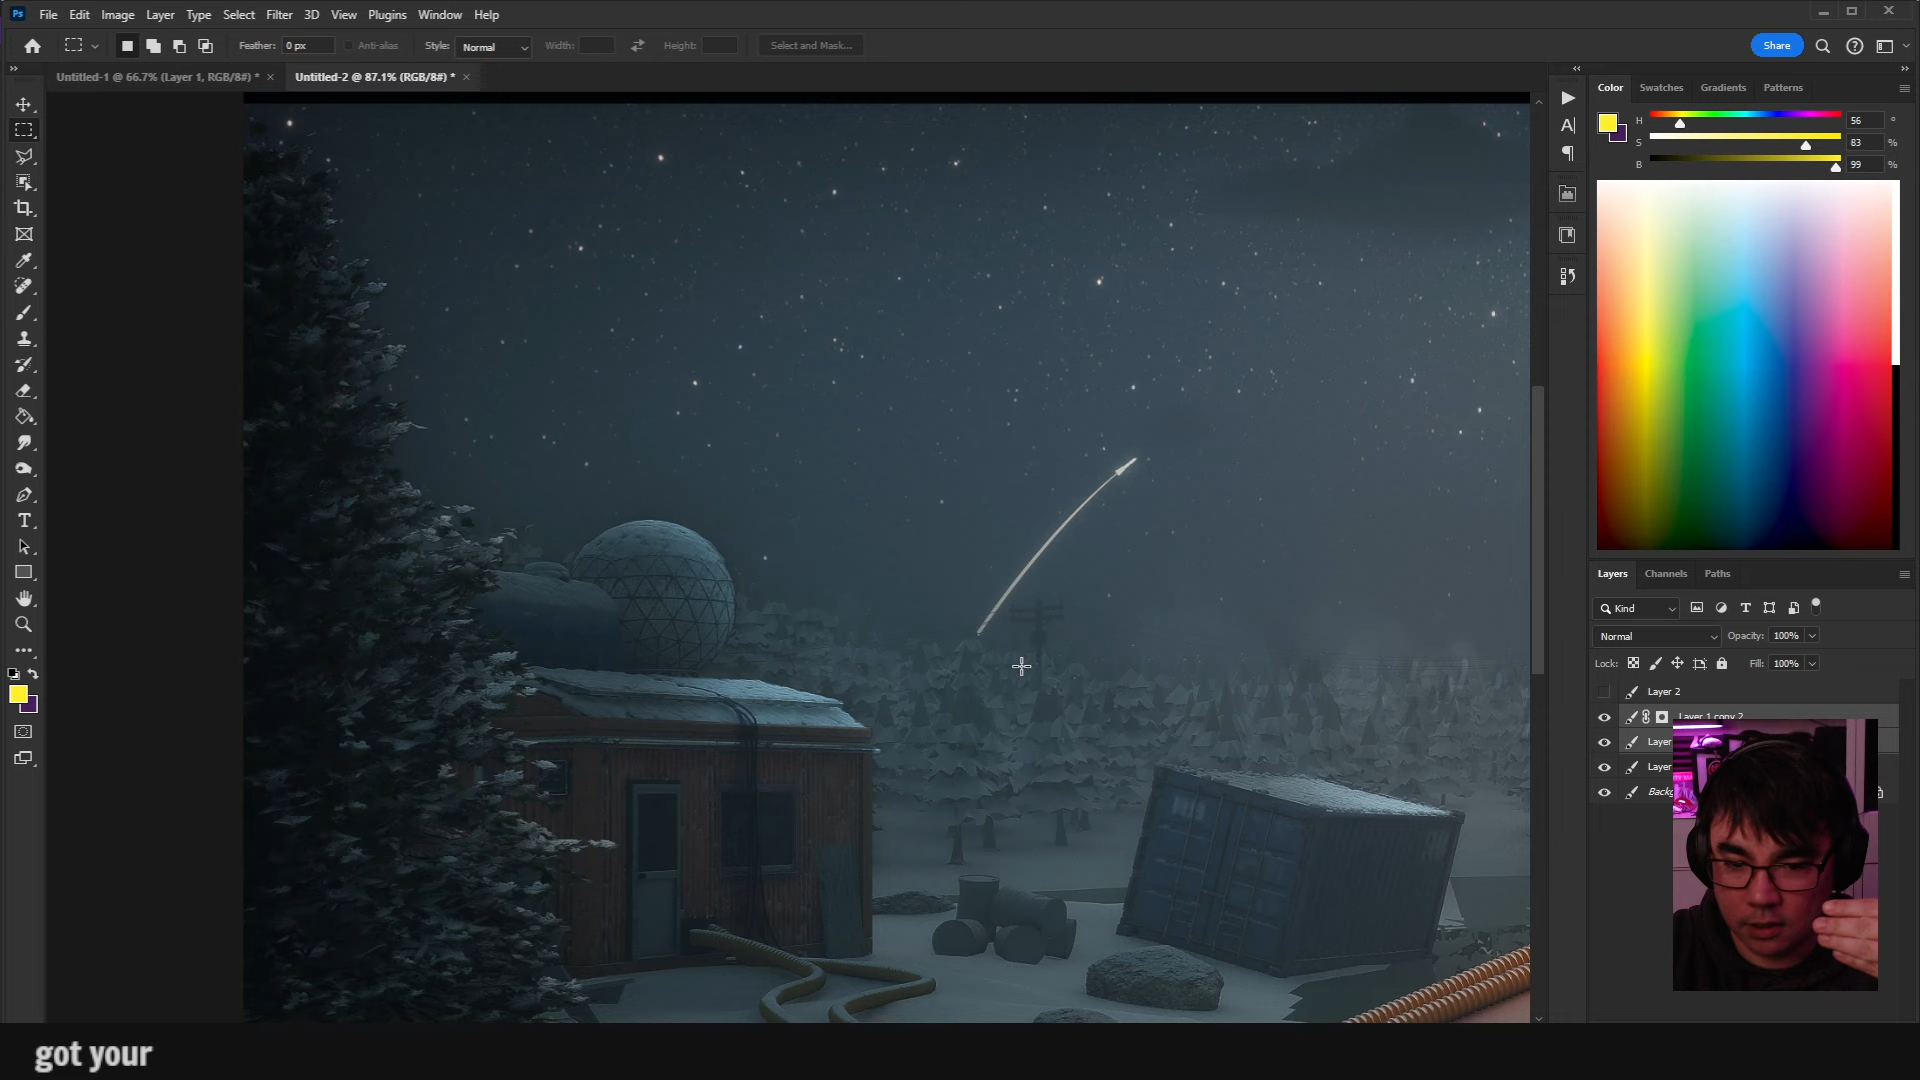 Ps File Edit Image Layer Type Select Filter 3D View Plugins Window Help
Feather: 0 px Anti-alias Style: Normal Width: Height: Select and Mask... Share
Untitled-1 @ 66.7% (Layer 1, RGB/8#) * × Untitled-2 @ 87.1% (RGB/8#) * ×
Color Swatches Gradients Patterns
H 56 °
S 83 %
B 99 %
Layers Channels Paths
Kind
Normal Opacity: 100%
Lock: Fill: 100%
Layer 2
Layer 1 copy 2
Layer
Layer
Backg
got your